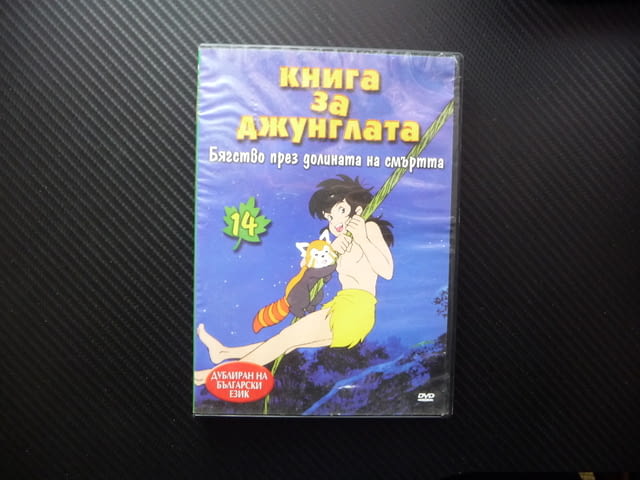 книга
за
джунглата
Бягство през долината на смъртта
14
ДУБЛИРАН НА
БЪЛГАРСКИ
ЕЗИК
DVD